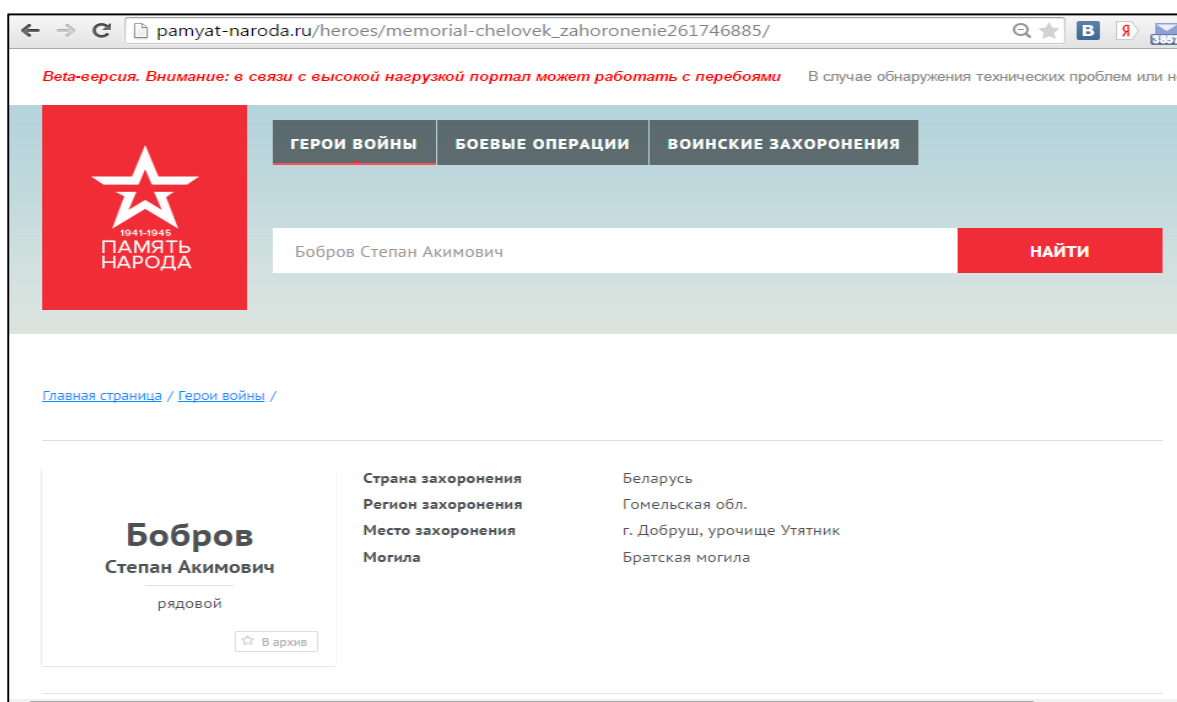 pamyat-naroda.ru/heroes/memorial-chelovek_zahoronenie261746885/
В
Я
3857
Beta-версия. Внимание: в связи с высокой нагрузкой портал может работать с перебоями В случае обнаружения технических проблем или
ГЕРОИ ВОЙНЫ БОЕВЫЕ ОПЕРАЦИИ ВОИНСКИЕ ЗАХОРОНЕНИЯ
1941-1945
ПАМЯТЬ
НАРОДА
Бобров Степан Акимович НАЙТИ
Главная страница / Герои войны /
Бобров
Степан Акимович
рядовой
В архив
Страна захоронения Беларусь
Регион захоронения Гомельская обл.
Место захоронения г. Добруш, урочище Утятник
Могила Братская могила